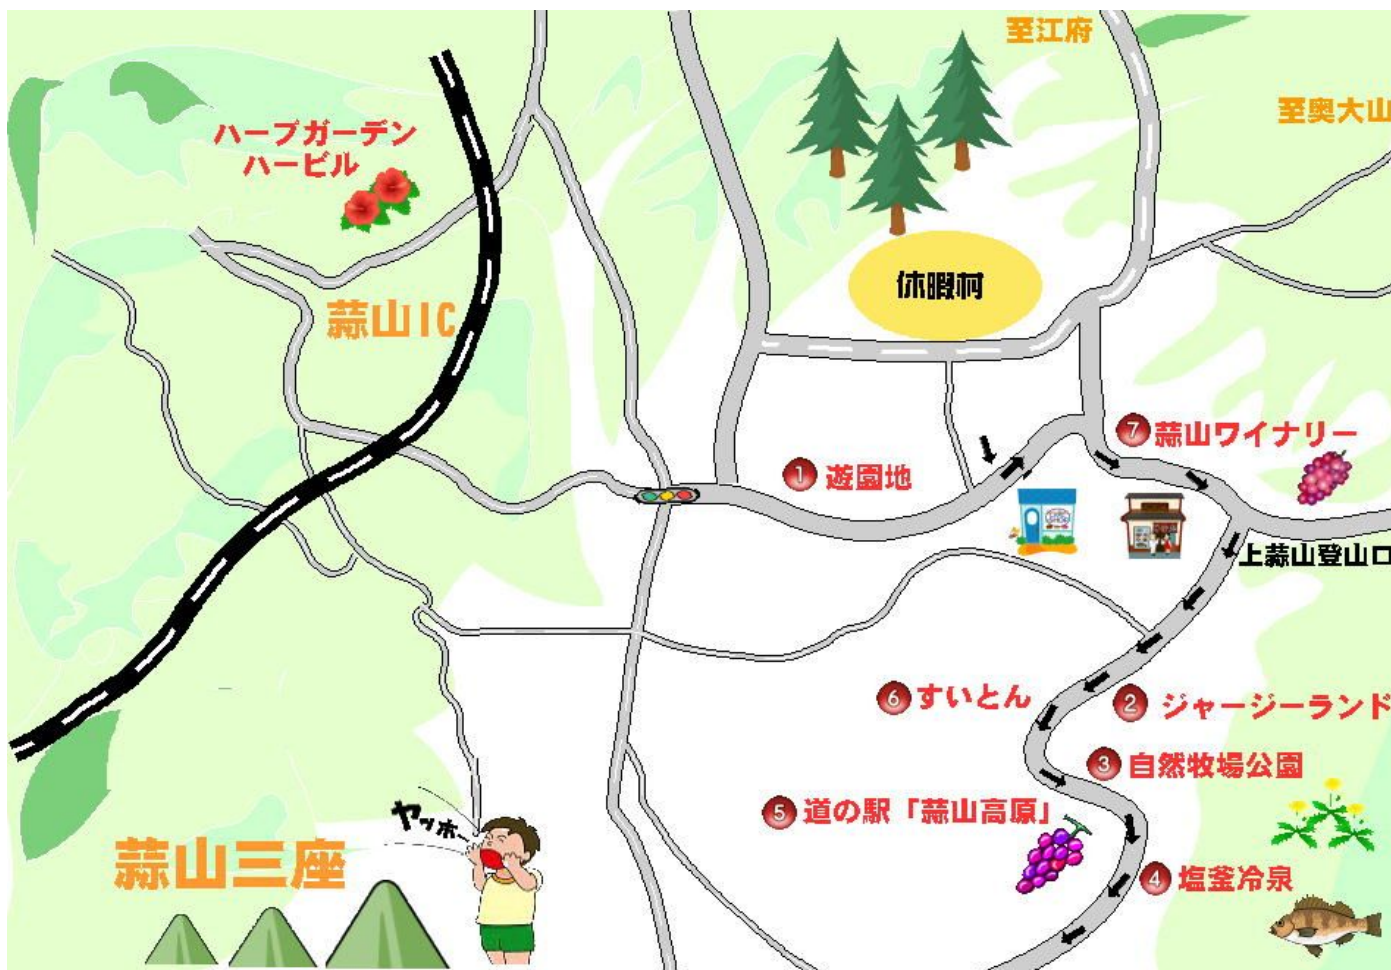 至江府
至奥大山
ハーブガーデン
ハービル
休暇村
蒜山IC
7 蒜山ワイナリー
1 遊園地
上蒜山登山口
6 すいとん
2 ジャージーランド
3 自然牧場公園
5 道の駅「蒜山高原」
ヤッホー
蒜山三座
4 塩釜冷泉